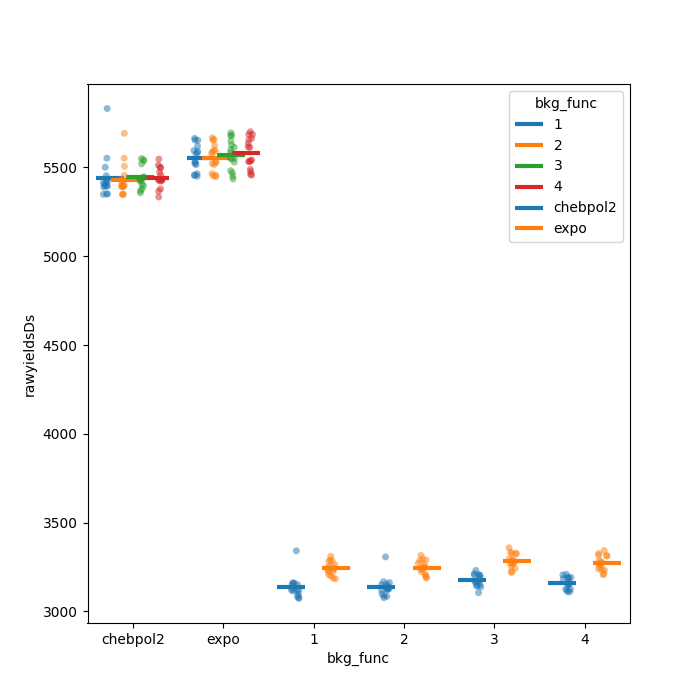 bkg_func
1
2
3
4
chebpol2
expo
5500
5000
4500
4000
3500
3000
rawyieldsDs
chebpol2 expo 1 2 3 4
bkg_func